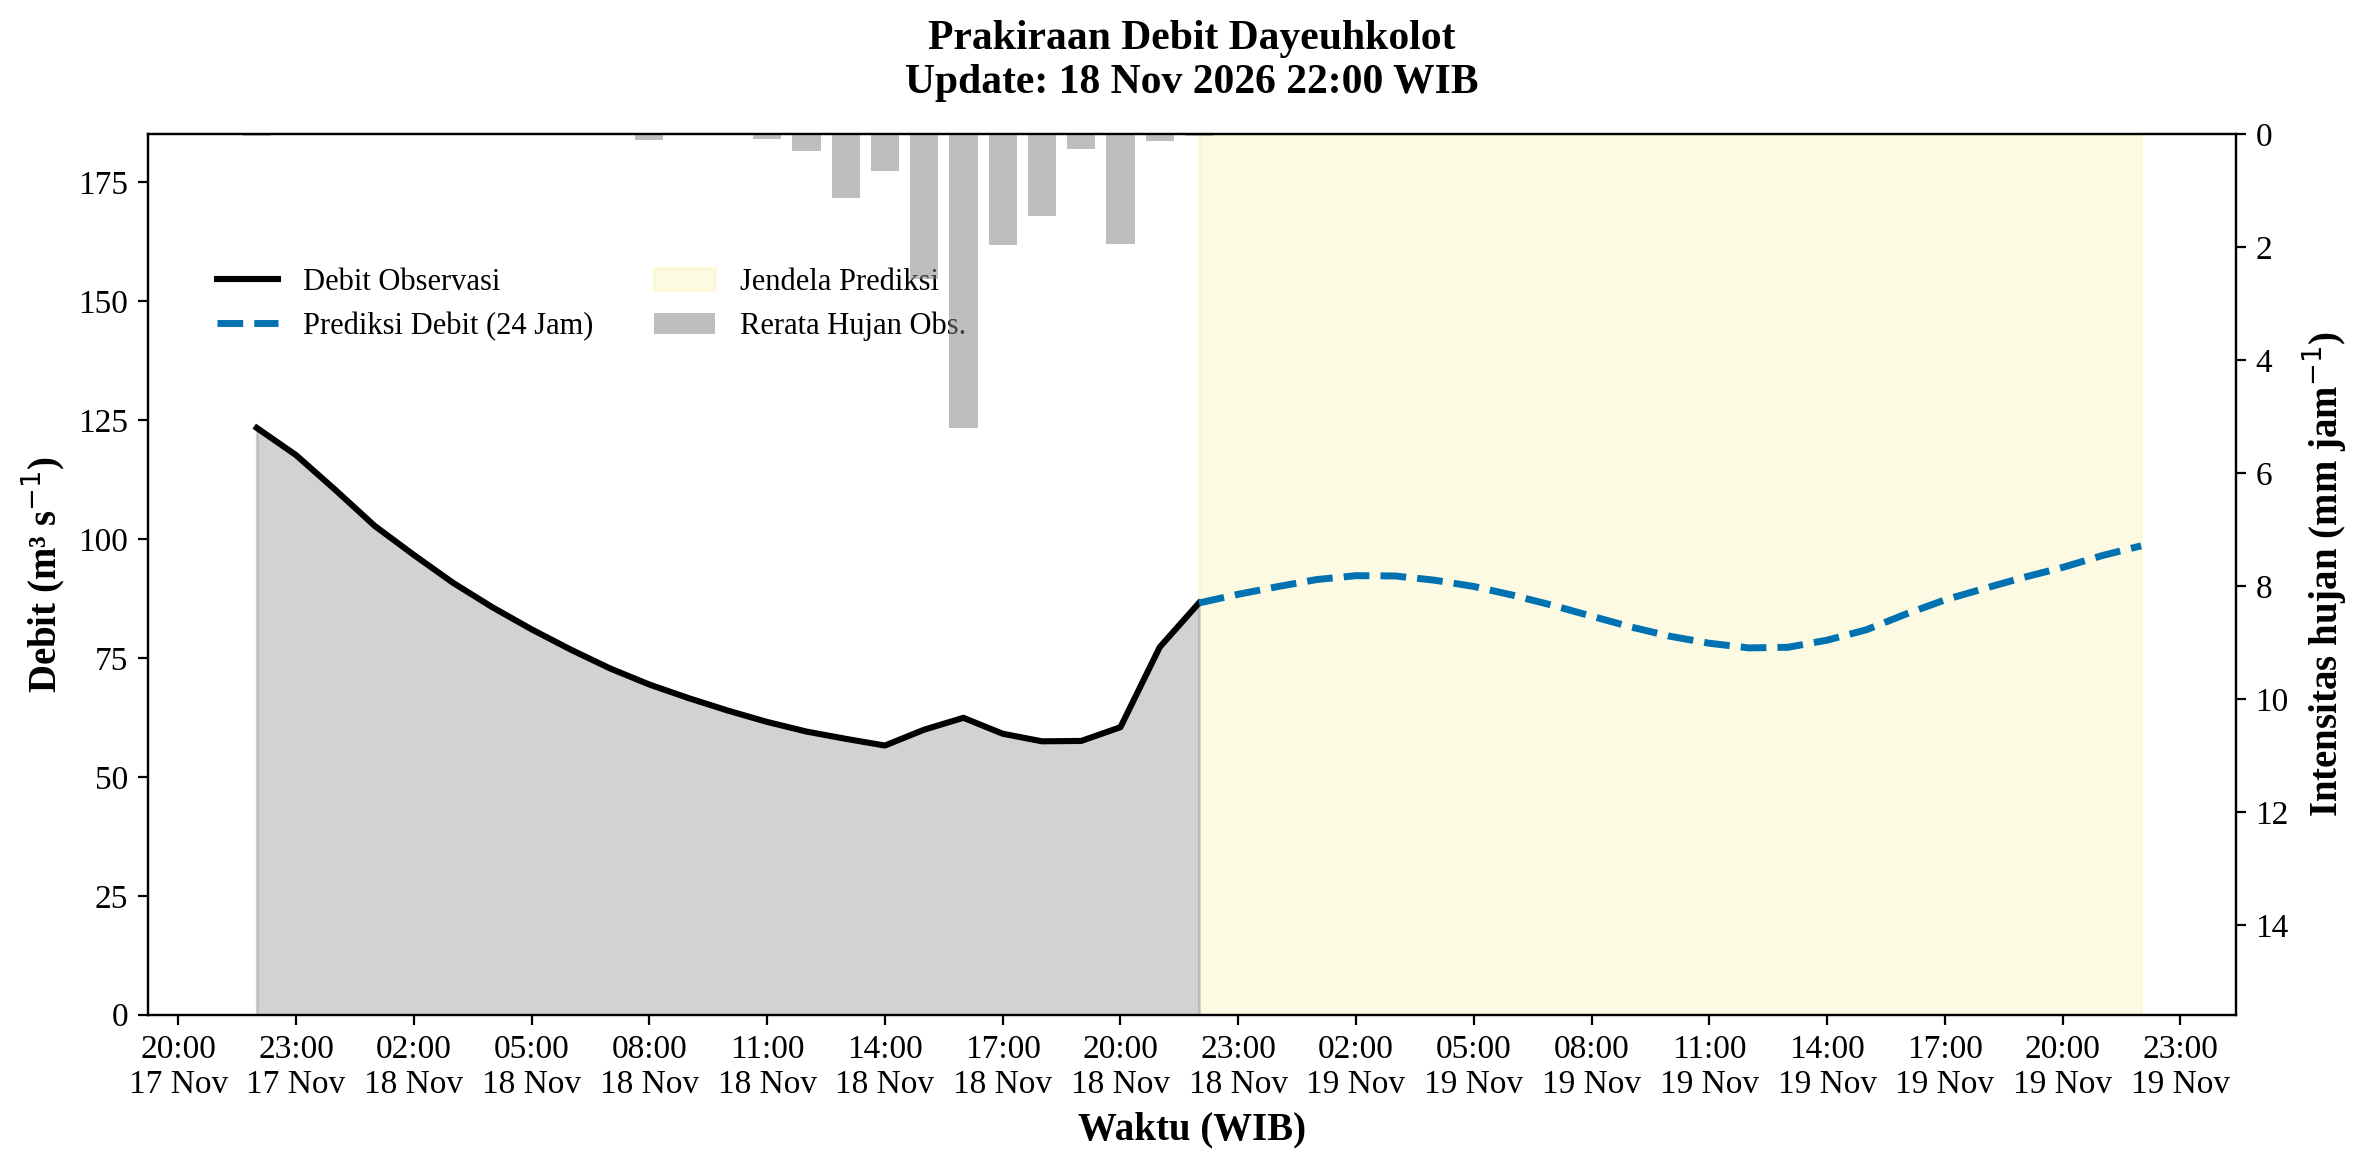 Prakiraan Debit Dayeuhkolot
Update: 18 Nov 2026 22:00 WIB
Debit Observasi
Prediksi Debit (24 Jam)
Jendela Prediksi
Rerata Hujan Obs.
Debit (m³ s⁻¹)
175
150
125
100
75
50
25
0
0
2
4
6
8
10
12
14
Intensitas hujan (mm jam⁻¹)
20:00 23:00 02:00 05:00 08:00 11:00 14:00 17:00 20:00 23:00 02:00 05:00 08:00 11:00 14:00 17:00 20:00 23:00
17 Nov 17 Nov 18 Nov 18 Nov 18 Nov 18 Nov 18 Nov 18 Nov 18 Nov 18 Nov 19 Nov 19 Nov 19 Nov 19 Nov 19 Nov 19 Nov 19 Nov 19 Nov
Waktu (WIB)